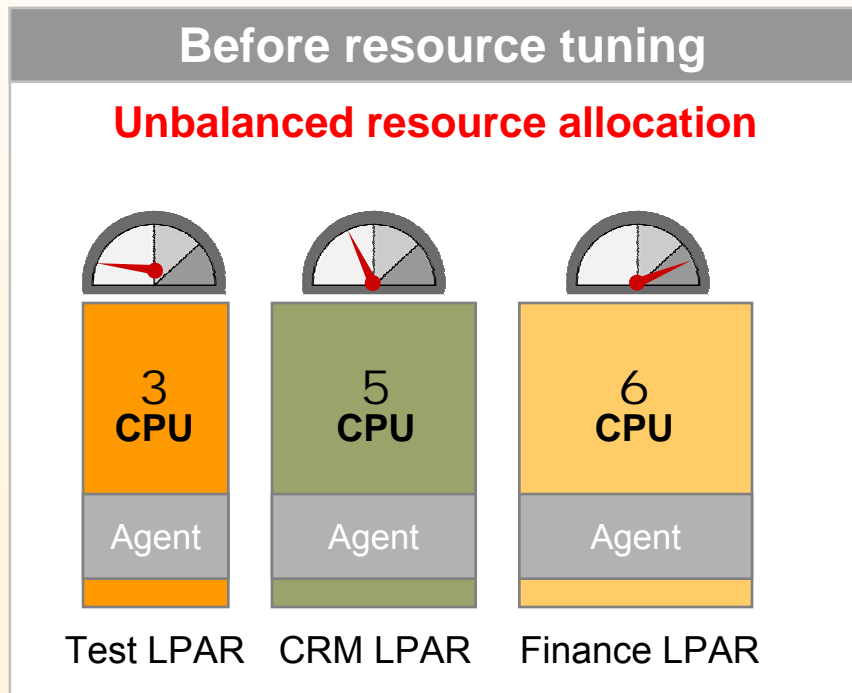 Before resource tuning
Unbalanced resource allocation
3
CPU
5
CPU
6
CPU
Agent
Agent
Agent
Test LPAR
CRM LPAR
Finance LPAR